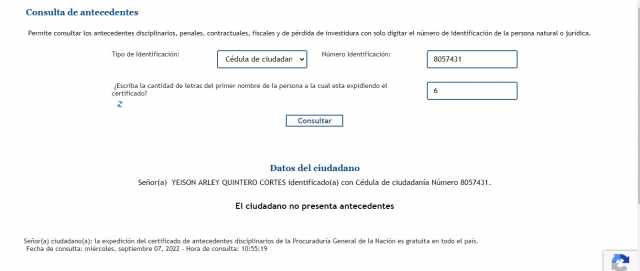 Consulta de antecedentes
Permite consultar los antecedentes disciplinarios, penales, contractuales, fiscales y de pérdida de investidura con solo digitar el número de identificación de la persona natural o jurídica.
Tipo de Identificación:
Cédula de ciudadan
Número Identificación:
8057431
¿Escriba la cantidad de letras del primer nombre de la persona a la cual esta expidiendo el
certificado?
6
Consultar
Datos del ciudadano
Señor(a) YEISON ARLEY QUINTERO CORTES identificado(a) con Cédula de ciudadanía Número 8057431.
El ciudadano no presenta antecedentes
Señor(a) ciudadano(a): la expedición del certificado de antecedentes disciplinarios de la Procuraduría General de la Nación es gratuita en todo el país.
Fecha de consulta: miércoles, septiembre 07, 2022 - Hora de consulta: 10:55:19